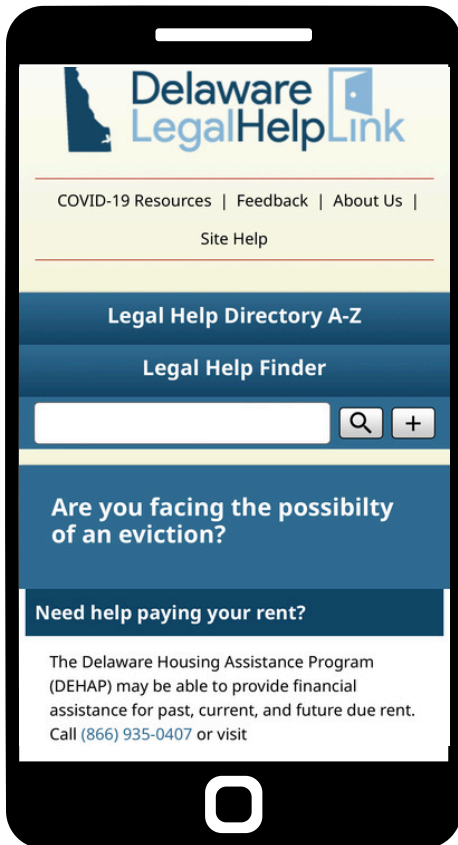 Delaware
LegalHelpLink
COVID-19 Resources | Feedback | About Us |
Site Help
Legal Help Directory A-Z
Legal Help Finder
+
Are you facing the possibilty
of an eviction?
Need help paying your rent?
The Delaware Housing Assistance Program
(DEHAP) may be able to provide financial
assistance for past, current, and future due rent.
Call (866) 935-0407 or visit